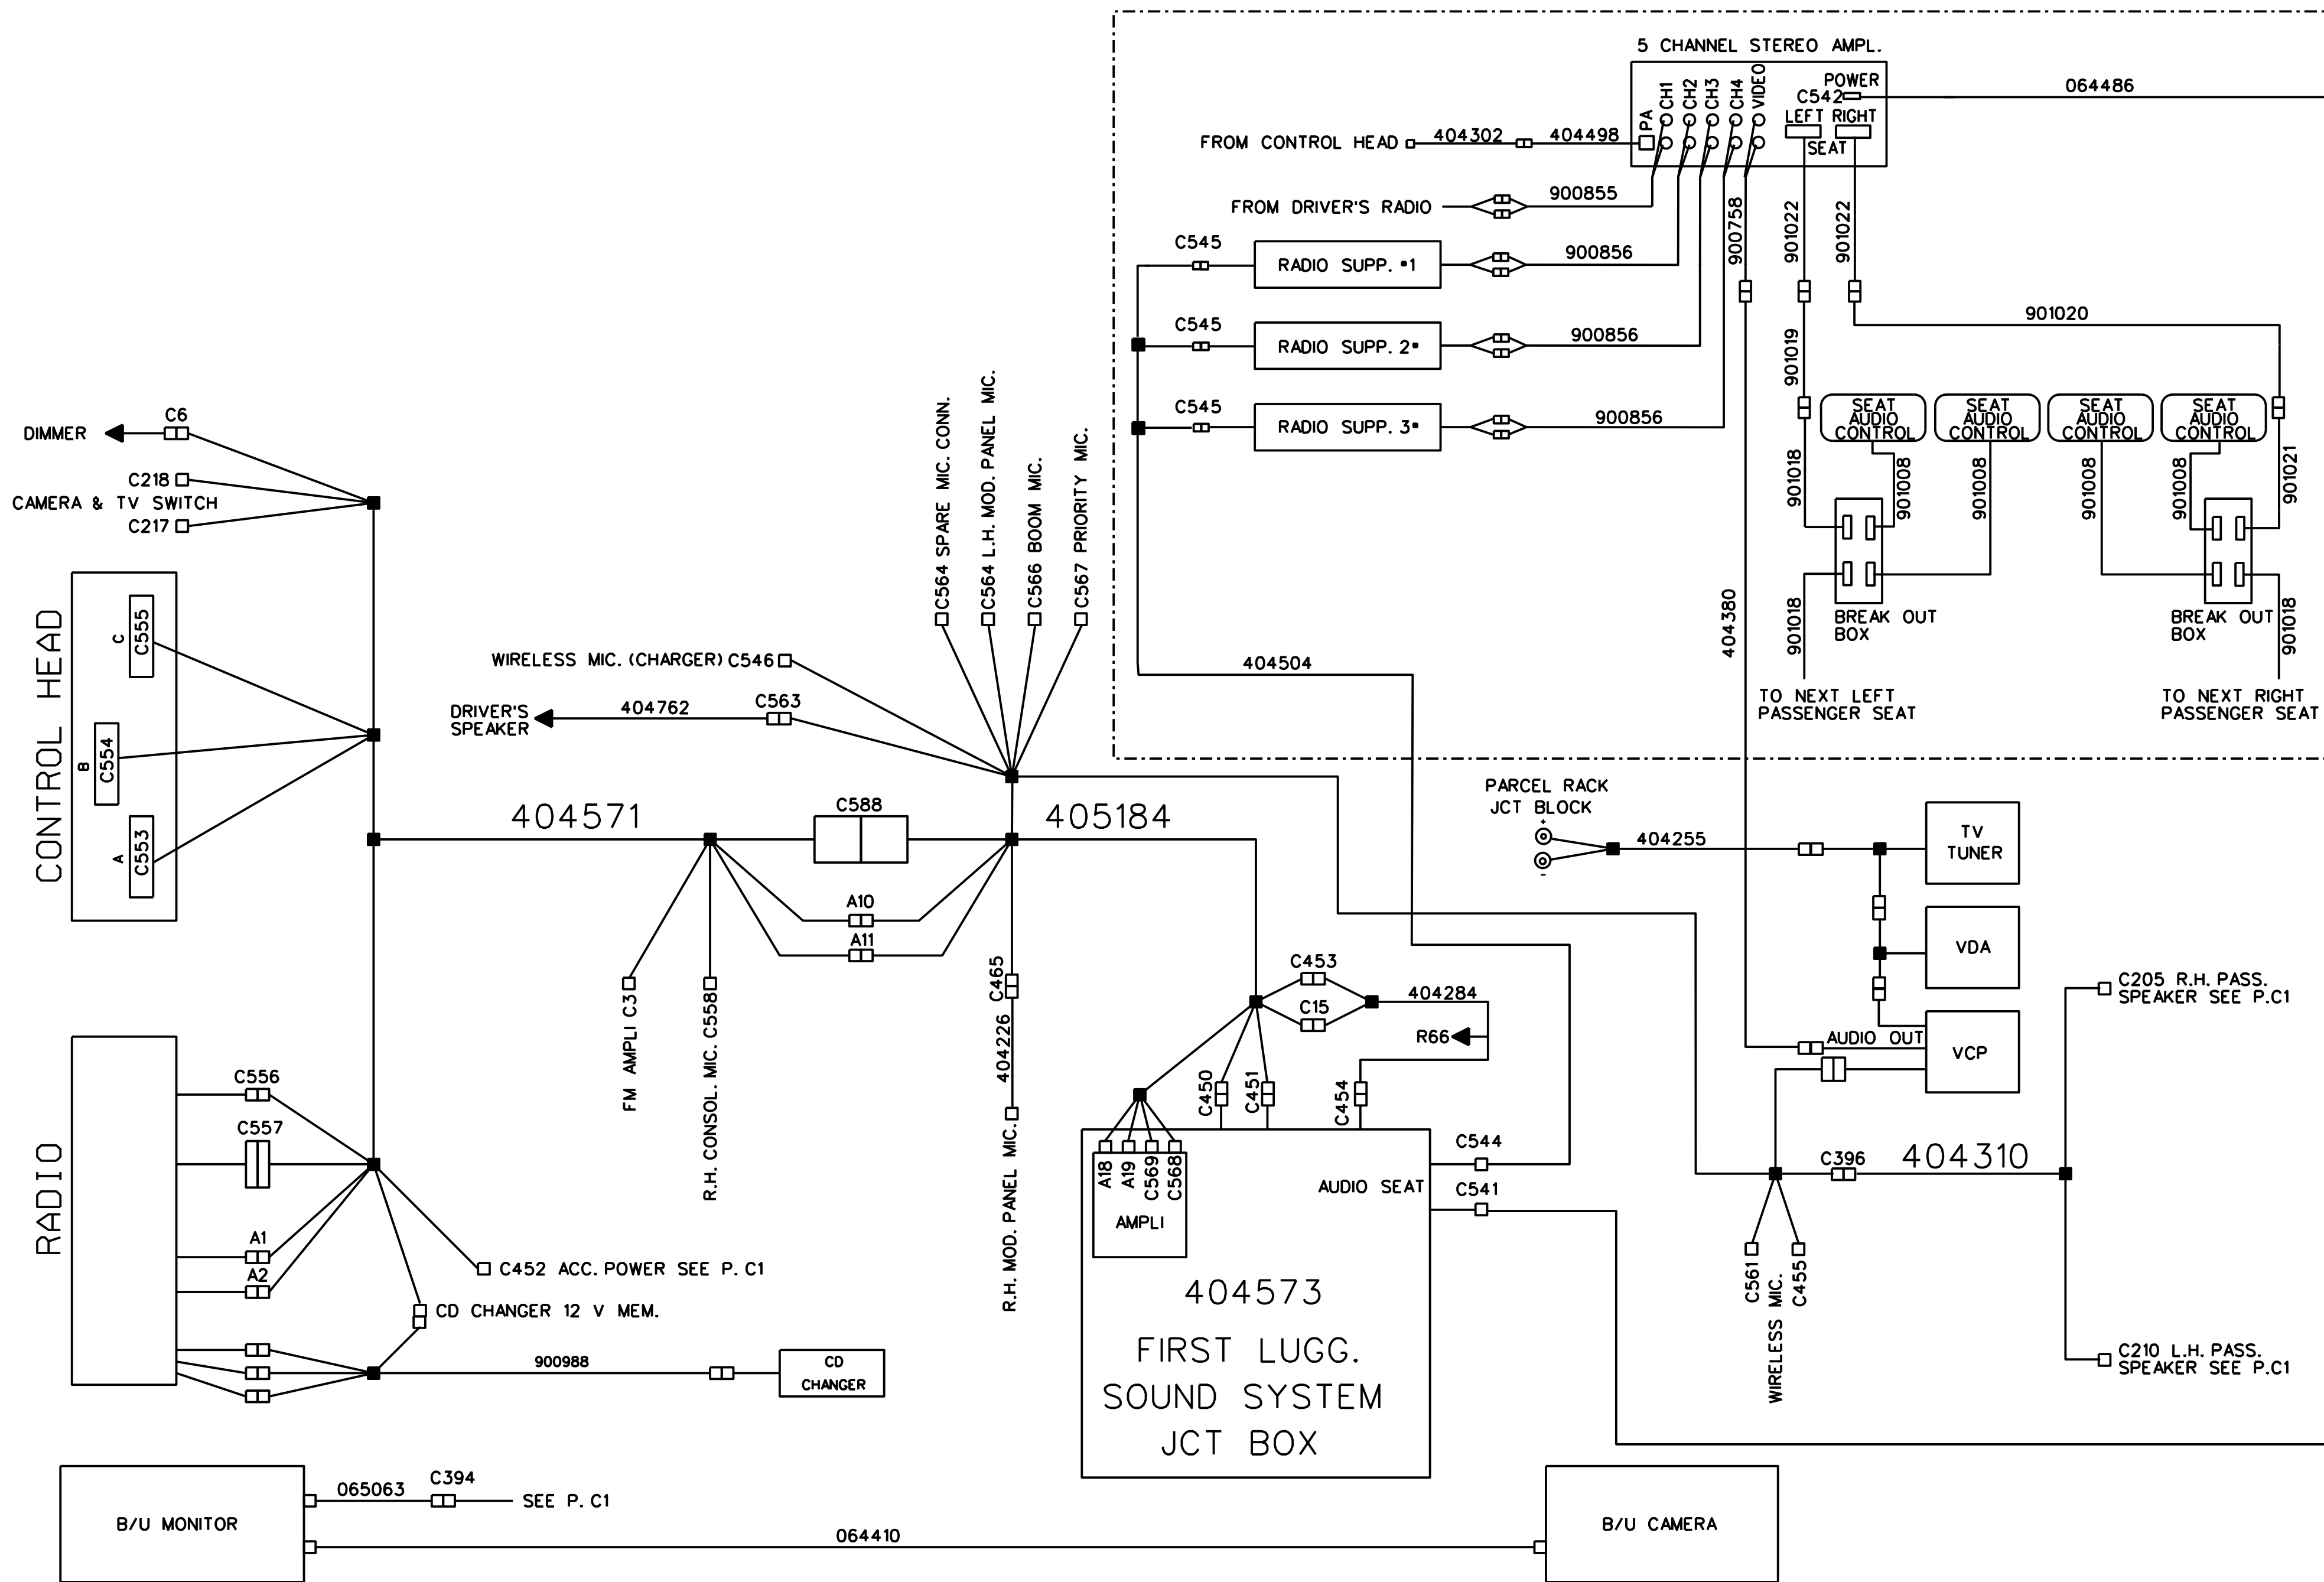 5 CHANNEL STEREO AMPL.
POWER
C542
LEFT RIGHT
SEAT
PA
CH1
CH2
CH3
CH4
VIDEO
064486
FROM CONTROL HEAD
404302
404498
FROM DRIVER'S RADIO
900855
C545
RADIO SUPP. •1
900856
C545
RADIO SUPP. 2•
900856
C545
RADIO SUPP. 3•
900856
900758
901022
901022
901020
901019
SEAT
AUDIO
CONTROL
SEAT
AUDIO
CONTROL
SEAT
AUDIO
CONTROL
SEAT
AUDIO
CONTROL
901018
901008
901008
901008
901008
901021
BREAK OUT
BOX
BREAK OUT
BOX
901018
901018
TO NEXT LEFT
PASSENGER SEAT
TO NEXT RIGHT
PASSENGER SEAT
404380
404504
DIMMER
C6
C218
CAMERA & TV SWITCH
C217
CONTROL HEAD
C
C555
B
C554
A
C553
C564 SPARE MIC. CONN.
C564 L.H. MOD. PANEL MIC.
C566 BOOM MIC.
C567 PRIORITY MIC.
WIRELESS MIC. (CHARGER) C546
DRIVER'S
SPEAKER
404762
C563
404571
C588
405184
A10
A11
FM AMPLI C3
R.H. CONSOL. MIC. C558
C465
404226
R.H. MOD. PANEL MIC.
PARCEL RACK
JCT BLOCK
+
-
404255
TV
TUNER
VDA
VCP
AUDIO OUT
C205 R.H. PASS.
SPEAKER SEE P.C1
C453
C15
404284
R66
C450
C451
C454
A18
A19
C569
C568
AMPLI
C544
AUDIO SEAT
C541
404573
FIRST LUGG.
SOUND SYSTEM
JCT BOX
C396
404310
C561
WIRELESS MIC.
C455
C210 L.H. PASS.
SPEAKER SEE P.C1
RADIO
C556
C557
A1
A2
C452 ACC. POWER SEE P. C1
CD CHANGER 12 V MEM.
900988
CD
CHANGER
B/U MONITOR
065063
C394
SEE P. C1
064410
B/U CAMERA